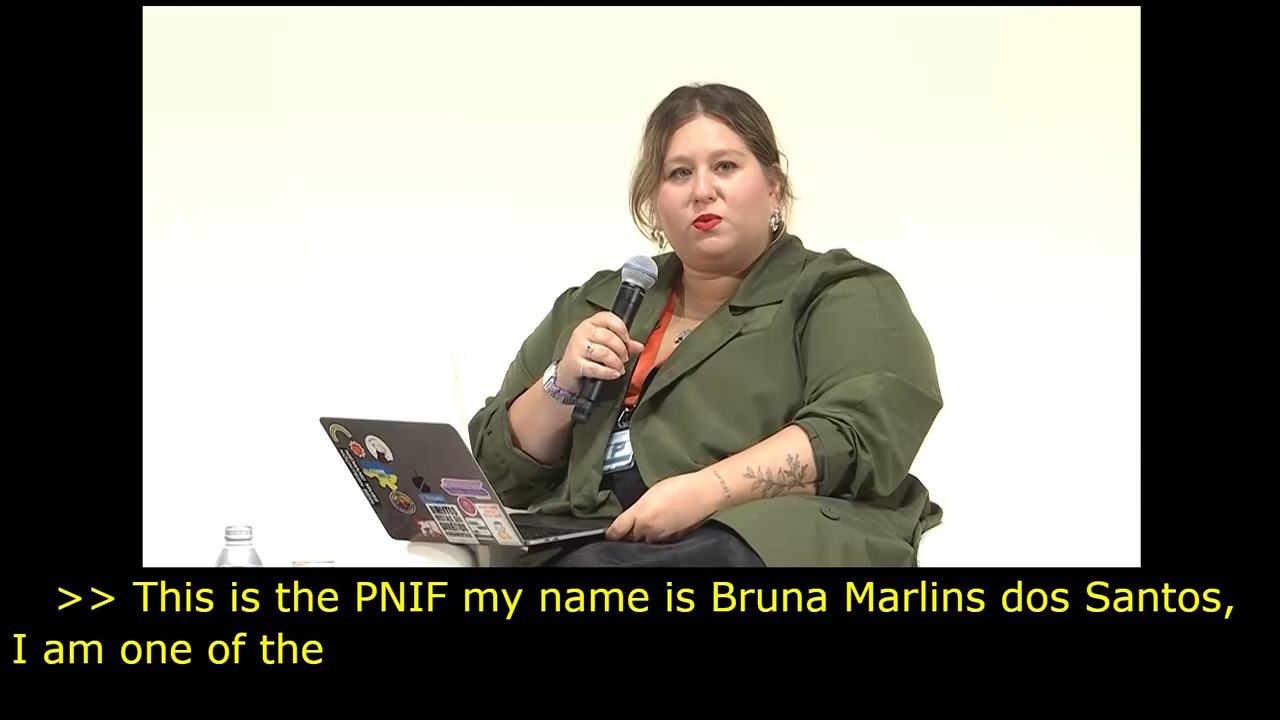 >> This is the PNIF my name is Bruna Marlins dos Santos,
I am one of the